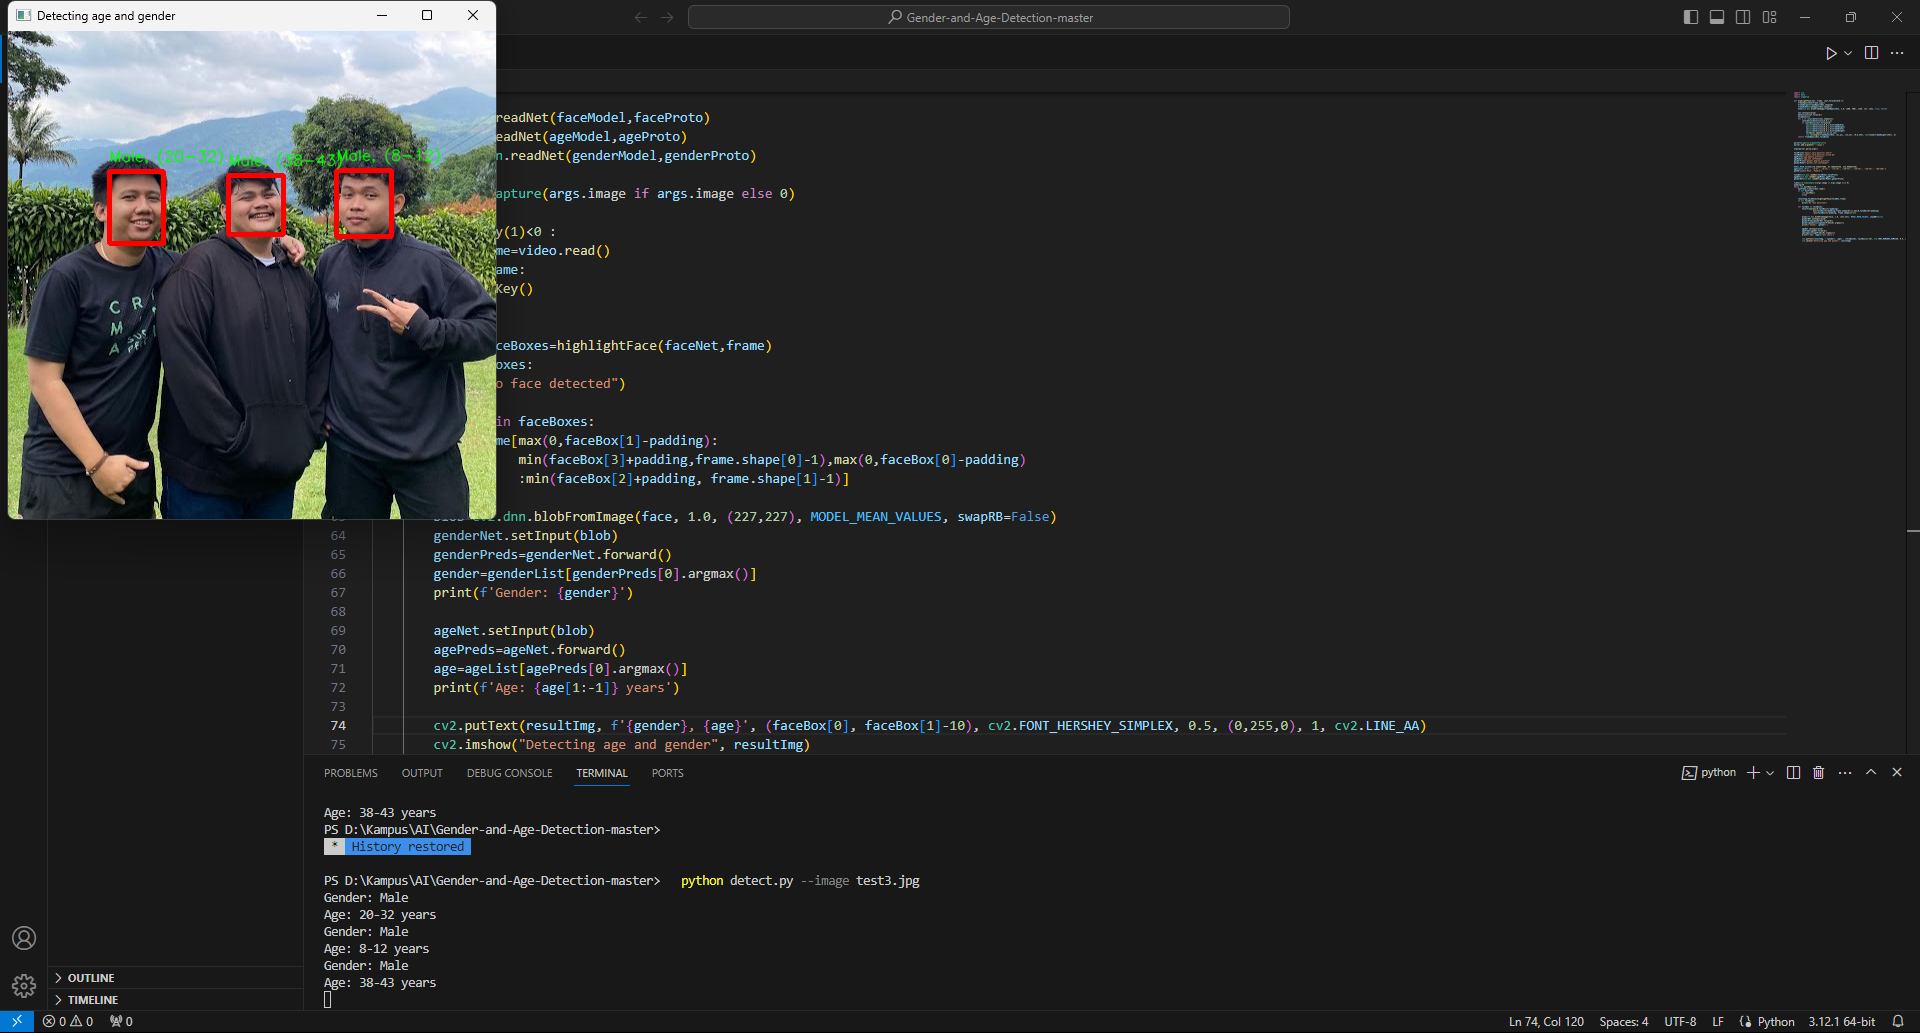 Detecting age and gender
Gender-and-Age-Detection-master
Male, (20-32)
Male, (38-43)
Male, (8-12)
C R
M
A
readNet(faceModel,faceProto)
eadNet(ageModel,ageProto)
n.readNet(genderModel,genderProto)
apture(args.image if args.image else 0)
y(1)<0 :
me=video.read()
ame:
Key()
ceBoxes=highlightFace(faceNet,frame)
oxes:
o face detected")
in faceBoxes:
me[max(0,faceBox[1]-padding):
min(faceBox[3]+padding,frame.shape[0]-1),max(0,faceBox[0]-padding)
:min(faceBox[2]+padding, frame.shape[1]-1)]
.dnn.blobFromImage(face, 1.0, (227,227), MODEL_MEAN_VALUES, swapRB=False)
64 genderNet.setInput(blob)
65 genderPreds=genderNet.forward()
66 gender=genderList[genderPreds[0].argmax()]
67 print(f'Gender: {gender}')
68
69 ageNet.setInput(blob)
70 agePreds=ageNet.forward()
71 age=ageList[agePreds[0].argmax()]
72 print(f'Age: {age[1:-1]} years')
73
74 cv2.putText(resultImg, f'{gender}, {age}', (faceBox[0], faceBox[1]-10), cv2.FONT_HERSHEY_SIMPLEX, 0.5, (0,255,0), 1, cv2.LINE_AA)
75 cv2.imshow("Detecting age and gender", resultImg)
PROBLEMS OUTPUT DEBUG CONSOLE TERMINAL PORTS
python
Age: 38-43 years
PS D:\Kampus\AI\Gender-and-Age-Detection-master>
* History restored
PS D:\Kampus\AI\Gender-and-Age-Detection-master> python detect.py --image test3.jpg
Gender: Male
Age: 20-32 years
Gender: Male
Age: 8-12 years
Gender: Male
Age: 38-43 years
OUTLINE
TIMELINE
0 0 0
Ln 74, Col 120 Spaces: 4 UTF-8 LF Python 3.12.1 64-bit